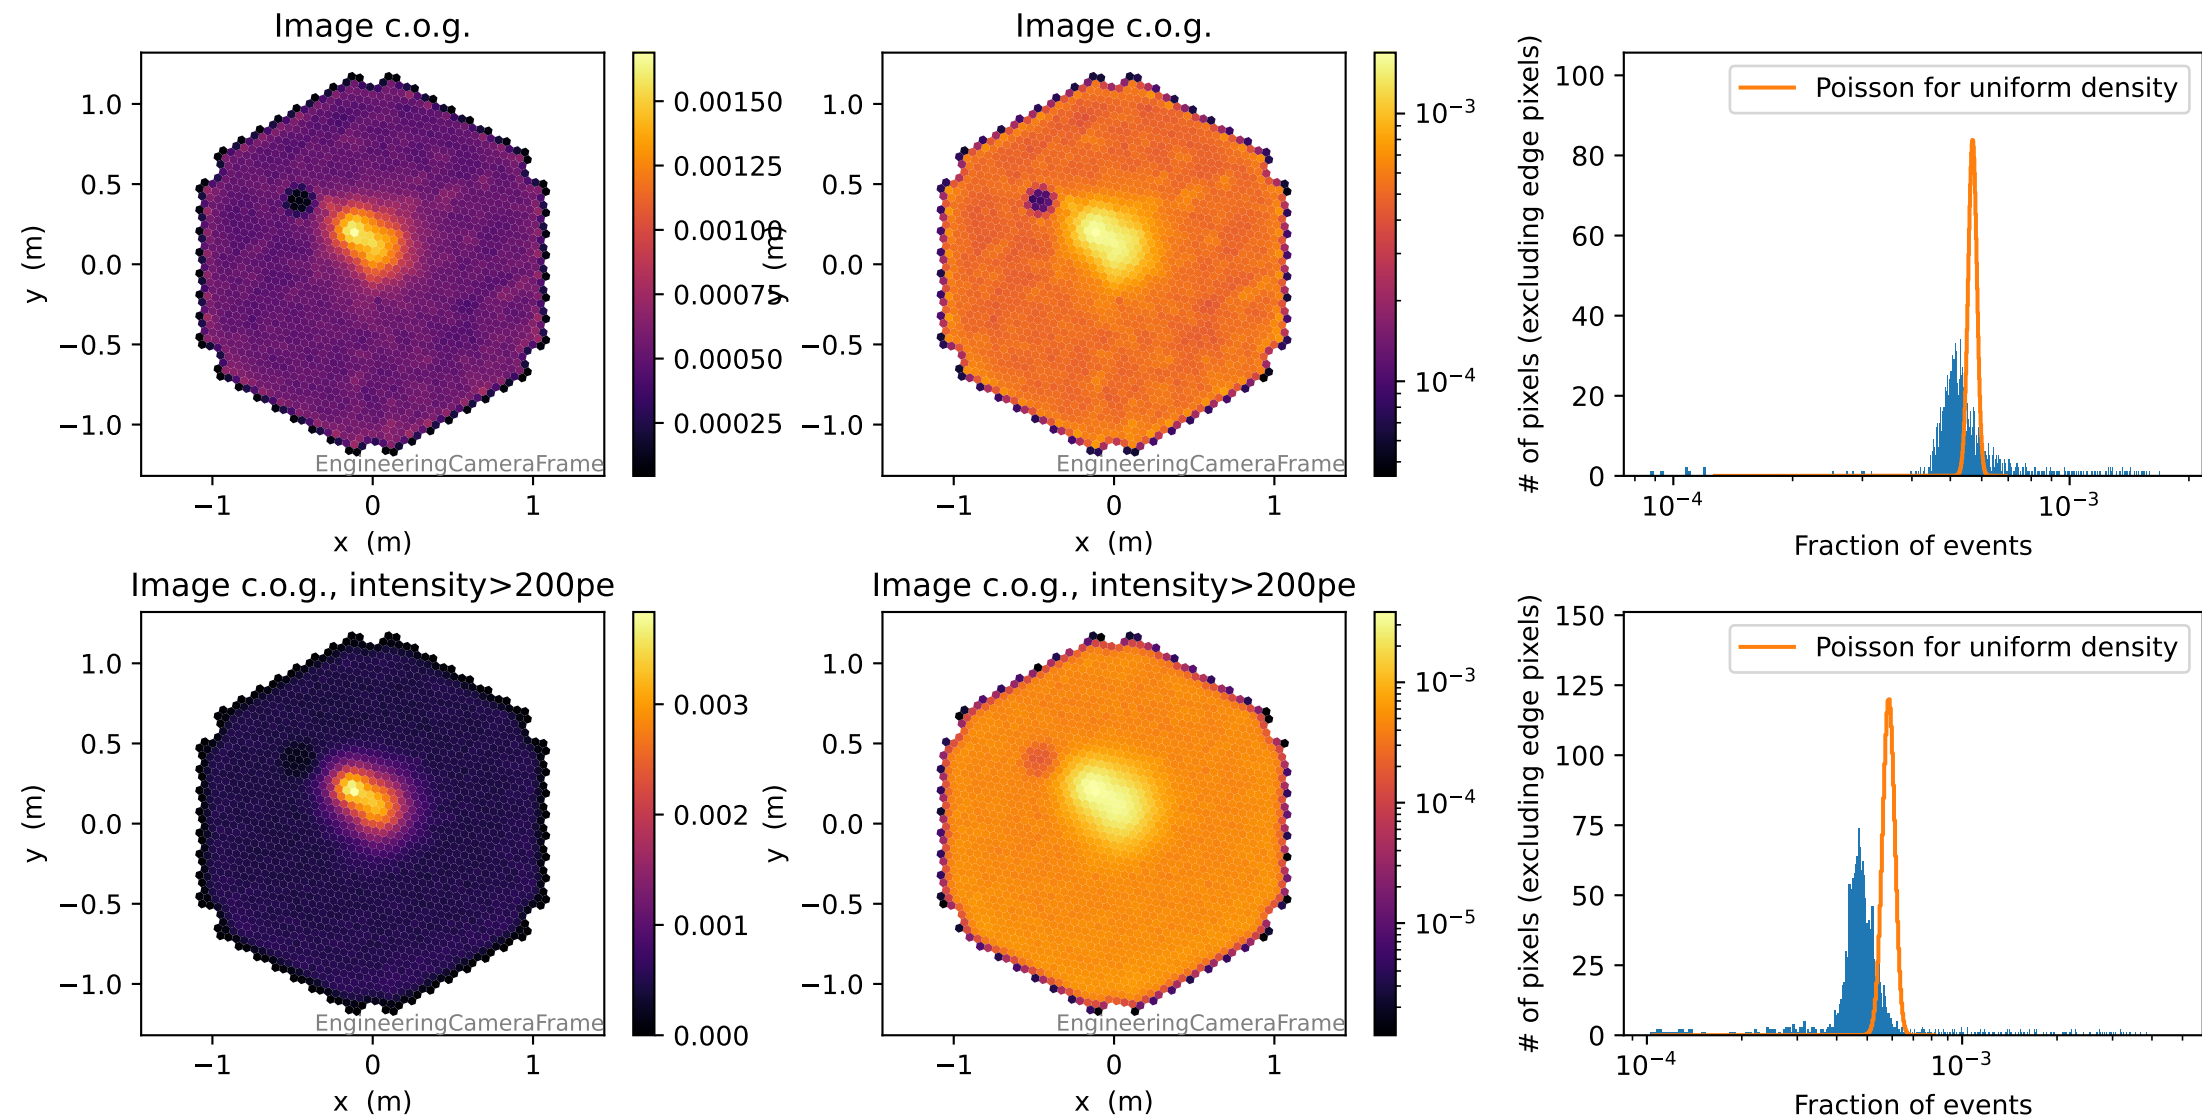 Image c.o.g.
1.0
0.5
0.0
−0.5
−1.0
y (m)
−1
0
1
x (m)
EngineeringCameraFrame
0.00150
0.00125
0.00100
0.00075
0.00050
0.00025
Image c.o.g.
1.0
0.5
0.0
−0.5
−1.0
y (m)
−1
0
1
x (m)
EngineeringCameraFrame
10⁻³
10⁻⁴
# of pixels (excluding edge pixels)
100
80
60
40
20
0
Poisson for uniform density
10⁻⁴
10⁻³
Fraction of events
Image c.o.g., intensity>200pe
1.0
0.5
0.0
−0.5
−1.0
y (m)
−1
0
1
x (m)
EngineeringCameraFrame
0.003
0.002
0.001
0.000
Image c.o.g., intensity>200pe
1.0
0.5
0.0
−0.5
−1.0
y (m)
−1
0
1
x (m)
EngineeringCameraFrame
10⁻³
10⁻⁴
10⁻⁵
# of pixels (excluding edge pixels)
150
125
100
75
50
25
0
Poisson for uniform density
10⁻⁴
10⁻³
Fraction of events